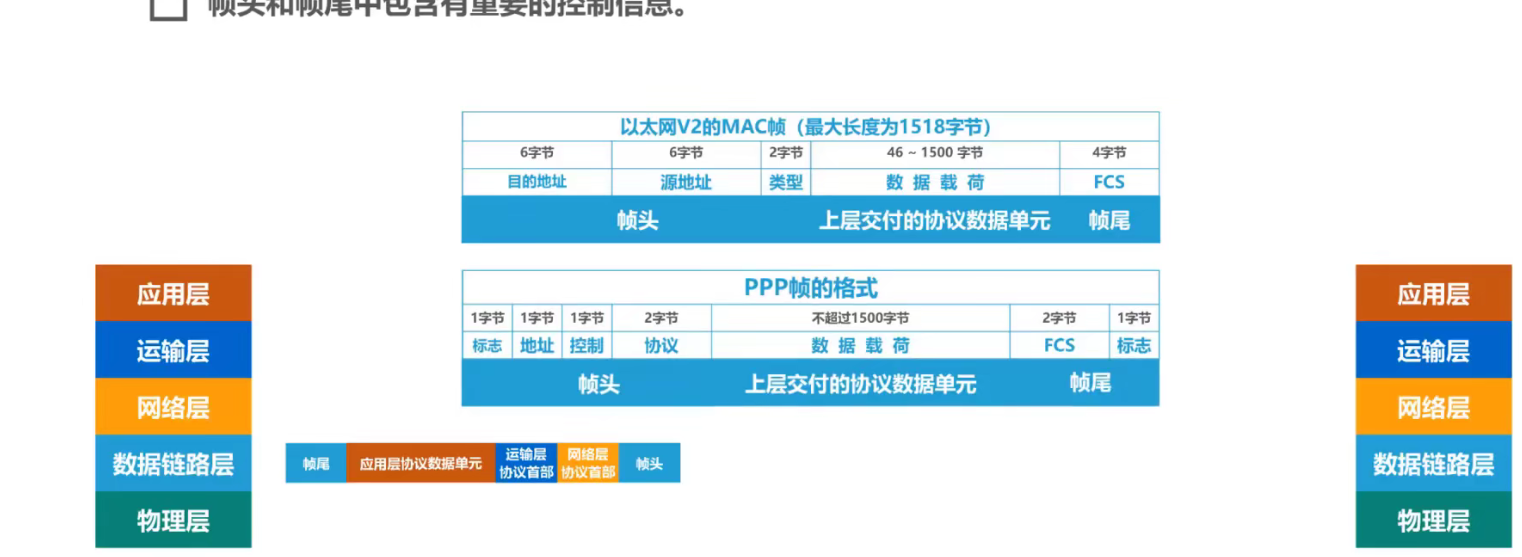 帧头和帧尾中包含有重要的控制信息。
以太网V2的MAC帧（最大长度为1518字节）
6字节 6字节 2字节 46 ~ 1500 字节 4字节
目的地址 源地址 类型 数 据 载 荷 FCS
帧头 上层交付的协议数据单元 帧尾
PPP帧的格式
1字节 1字节 1字节 2字节 不超过1500字节 2字节 1字节
标志 地址 控制 协议 数 据 载 荷 FCS 标志
帧头 上层交付的协议数据单元 帧尾
应用层
运输层
网络层
数据链路层
物理层
帧尾 应用层协议数据单元 运输层 网络层 帧头
协议首部 协议首部
应用层
运输层
网络层
数据链路层
物理层